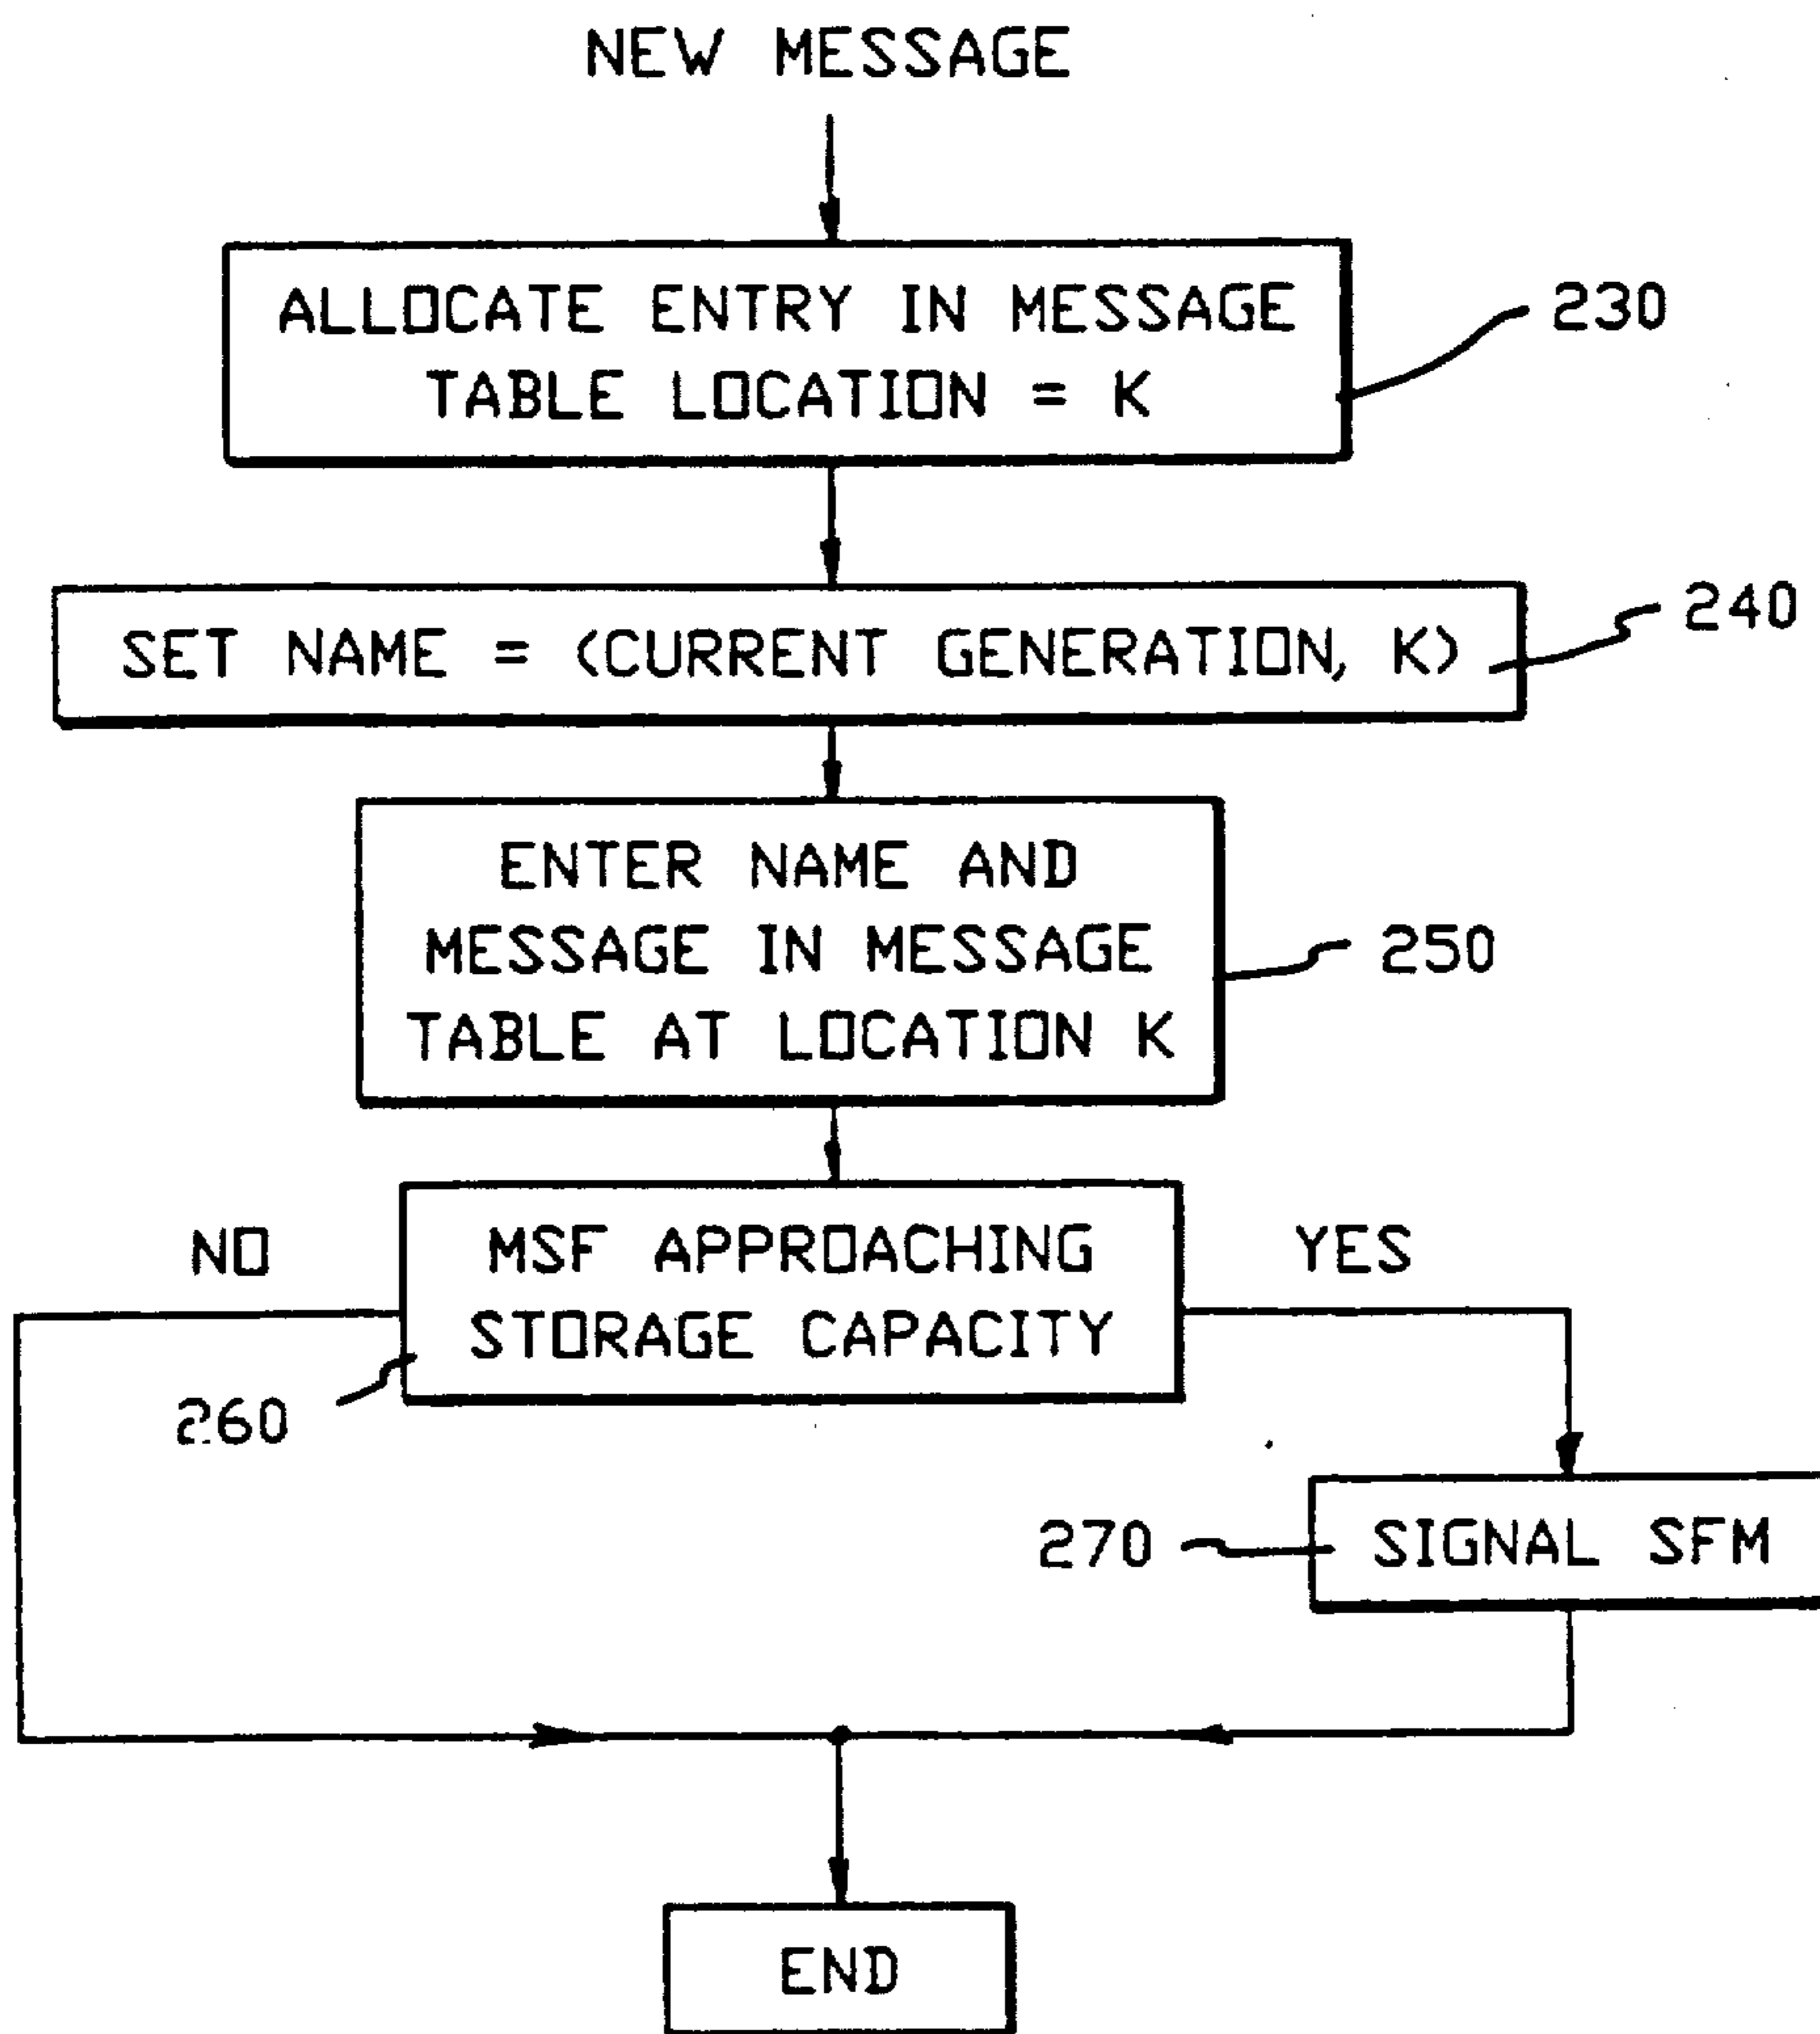 NEW MESSAGE
ALLOCATE ENTRY IN MESSAGE
TABLE LOCATION = K
230
SET NAME = (CURRENT GENERATION, K)
240
ENTER NAME AND
MESSAGE IN MESSAGE
TABLE AT LOCATION K
250
NO
MSF APPROACHING
STORAGE CAPACITY
YES
260
270
SIGNAL SFM
END